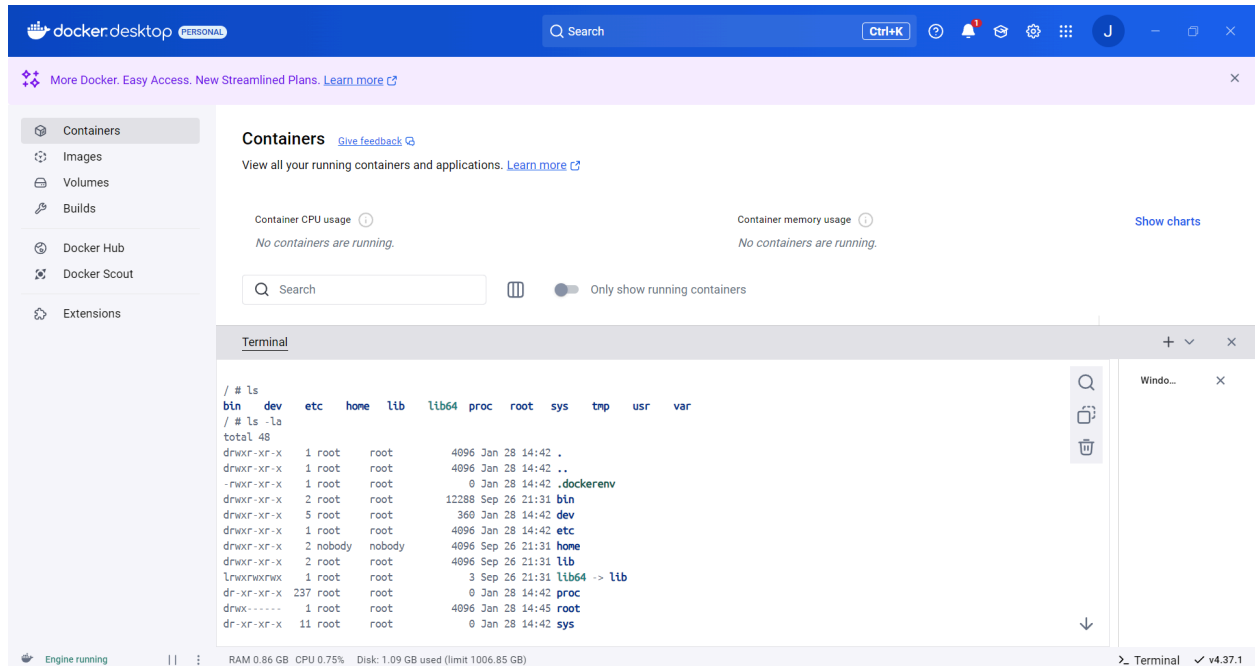 docker.desktop PERSONAL
Search Ctrl+K 1 J
More Docker. Easy Access. New Streamlined Plans. Learn more
Containers
Images
Volumes
Builds
Docker Hub
Docker Scout
Extensions
Containers Give feedback
View all your running containers and applications. Learn more
Container CPU usage
No containers are running.
Container memory usage
No containers are running.
Show charts
Search
Only show running containers
Terminal
Windo...
/ # ls
bin dev etc home lib lib64 proc root sys tmp usr var
/ # ls -la
total 48
drwxr-xr-x 1 root root 4096 Jan 28 14:42 .
drwxr-xr-x 1 root root 4096 Jan 28 14:42 ..
-rwxr-xr-x 1 root root 0 Jan 28 14:42 .dockerenv
drwxr-xr-x 2 root root 12288 Sep 26 21:31 bin
drwxr-xr-x 5 root root 360 Jan 28 14:42 dev
drwxr-xr-x 1 root root 4096 Jan 28 14:42 etc
drwxr-xr-x 2 nobody nobody 4096 Sep 26 21:31 home
drwxr-xr-x 2 root root 4096 Sep 26 21:31 lib
lrwxrwxrwx 1 root root 3 Sep 26 21:31 lib64 -> lib
dr-xr-xr-x 237 root root 0 Jan 28 14:42 proc
drwx------ 1 root root 4096 Jan 28 14:45 root
dr-xr-xr-x 11 root root 0 Jan 28 14:42 sys
Engine running
RAM 0.86 GB CPU 0.75% Disk: 1.09 GB used (limit 1006.85 GB)
Terminal
v4.37.1